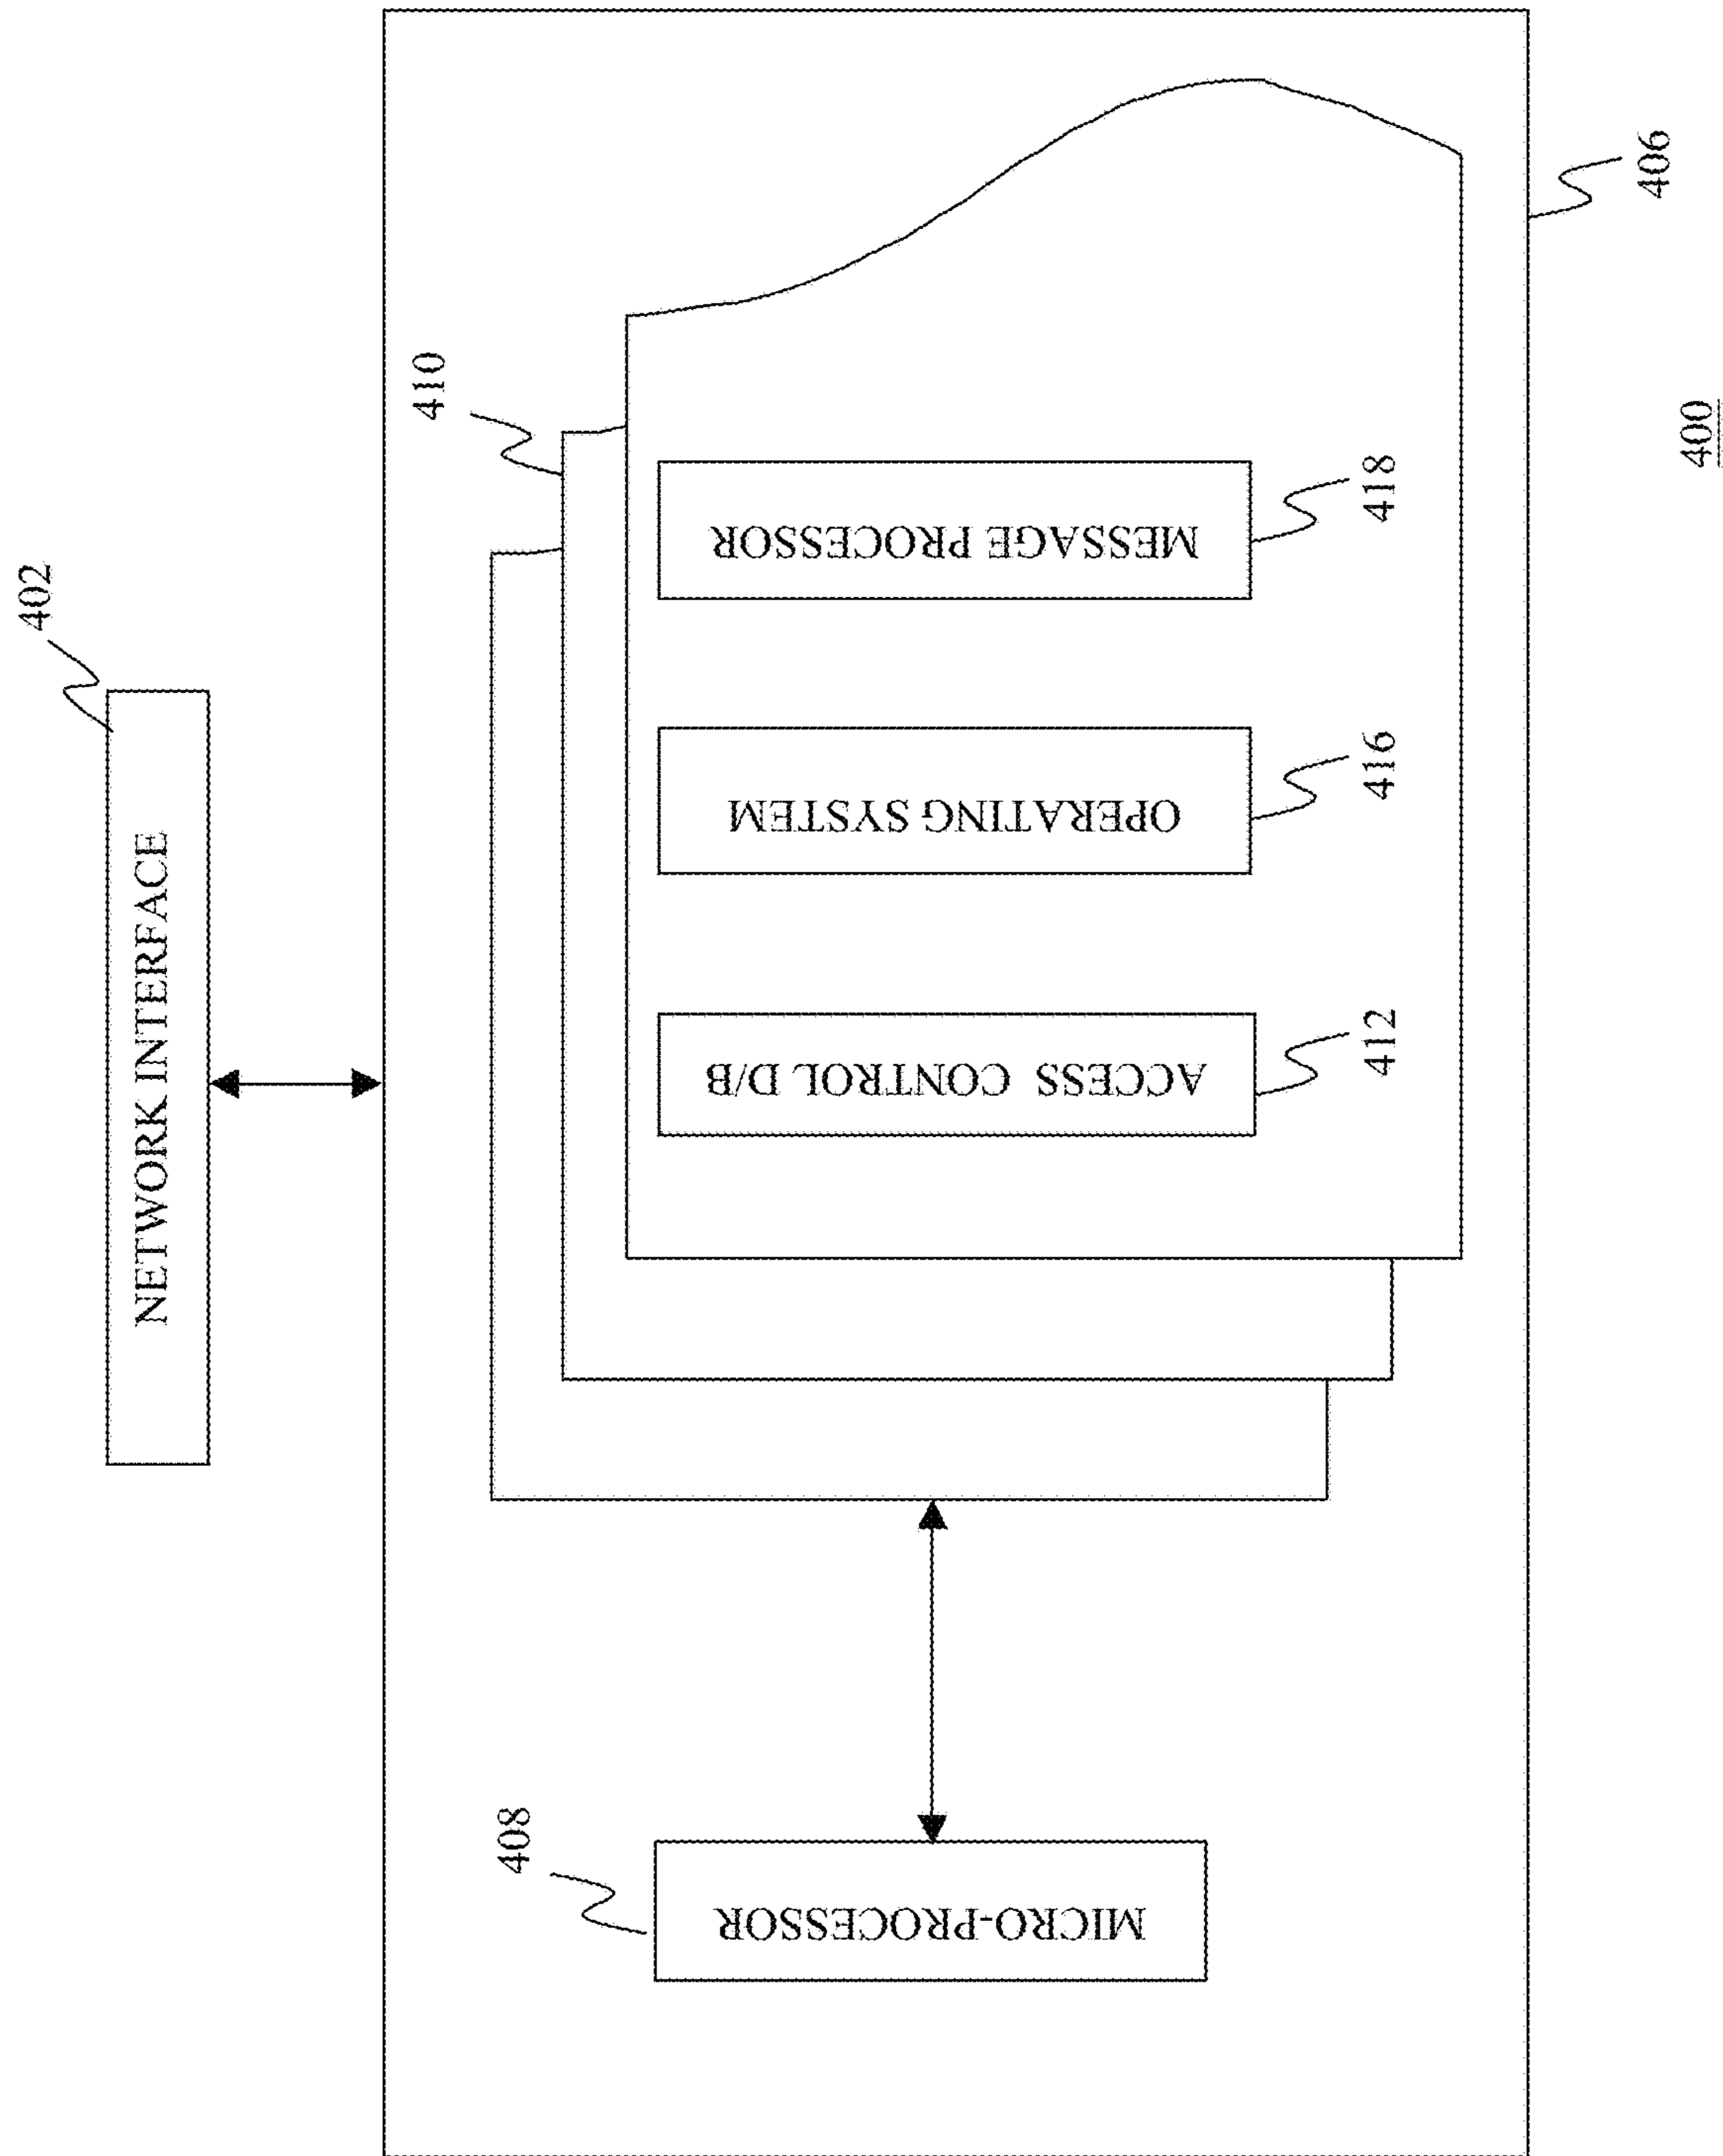 402
NETWORK INTERFACE
410
408
MICRO-PROCESSOR
ACCESS CONTROL D/B
412
OPERATING SYSTEM
416
MESSAGE PROCESSOR
418
406
400